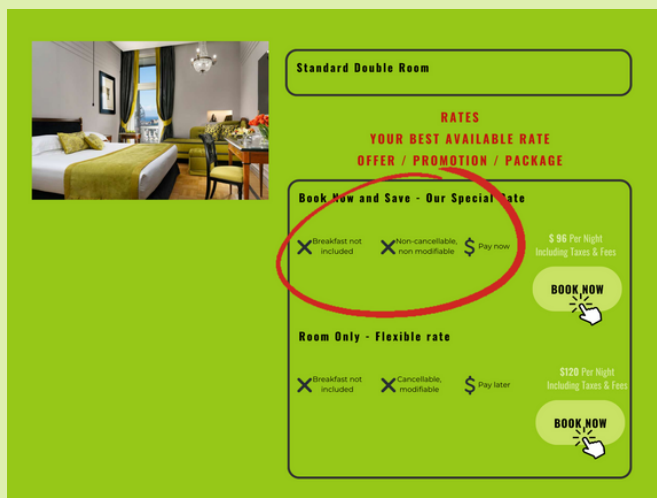 Standard Double Room
RATES
YOUR BEST AVAILABLE RATE
OFFER / PROMOTION / PACKAGE
Book Now and Save - Our Special Rate
Breakfast not
included
Non-cancellable,
non modifiable
$ Pay now
$ 96 Per Night
Including Taxes & Fees
BOOK NOW
Room Only - Flexible rate
Breakfast not
included
Cancellable,
modifiable
$ Pay later
$120 Per Night
Including Taxes & Fees
BOOK NOW